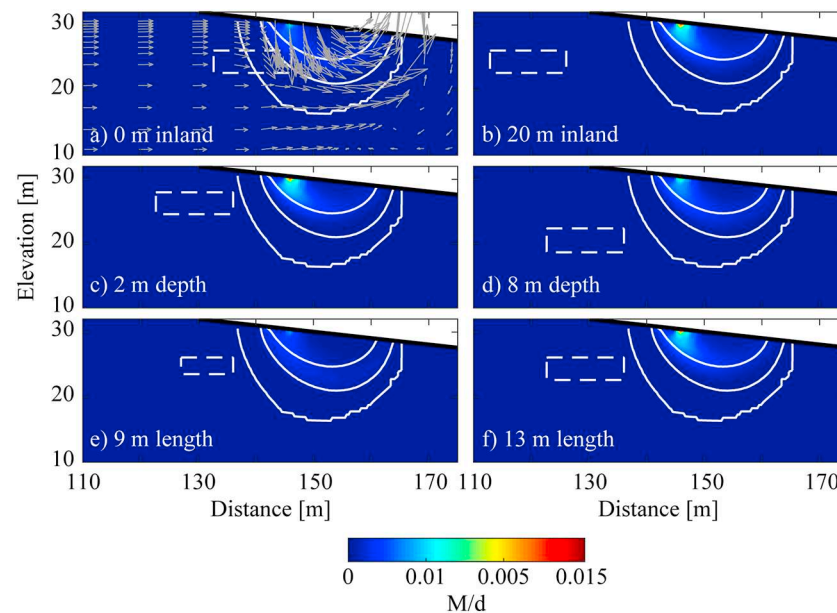 30
20
10
a) 0 m inland
b) 20 m inland
30
20
10
c) 2 m depth
d) 8 m depth
30
20
10
e) 9 m length
f) 13 m length
110 130 150 170 110 130 150 170
Elevation [m]
Distance [m] Distance [m]
0 0.01 0.005 0.015
M/d